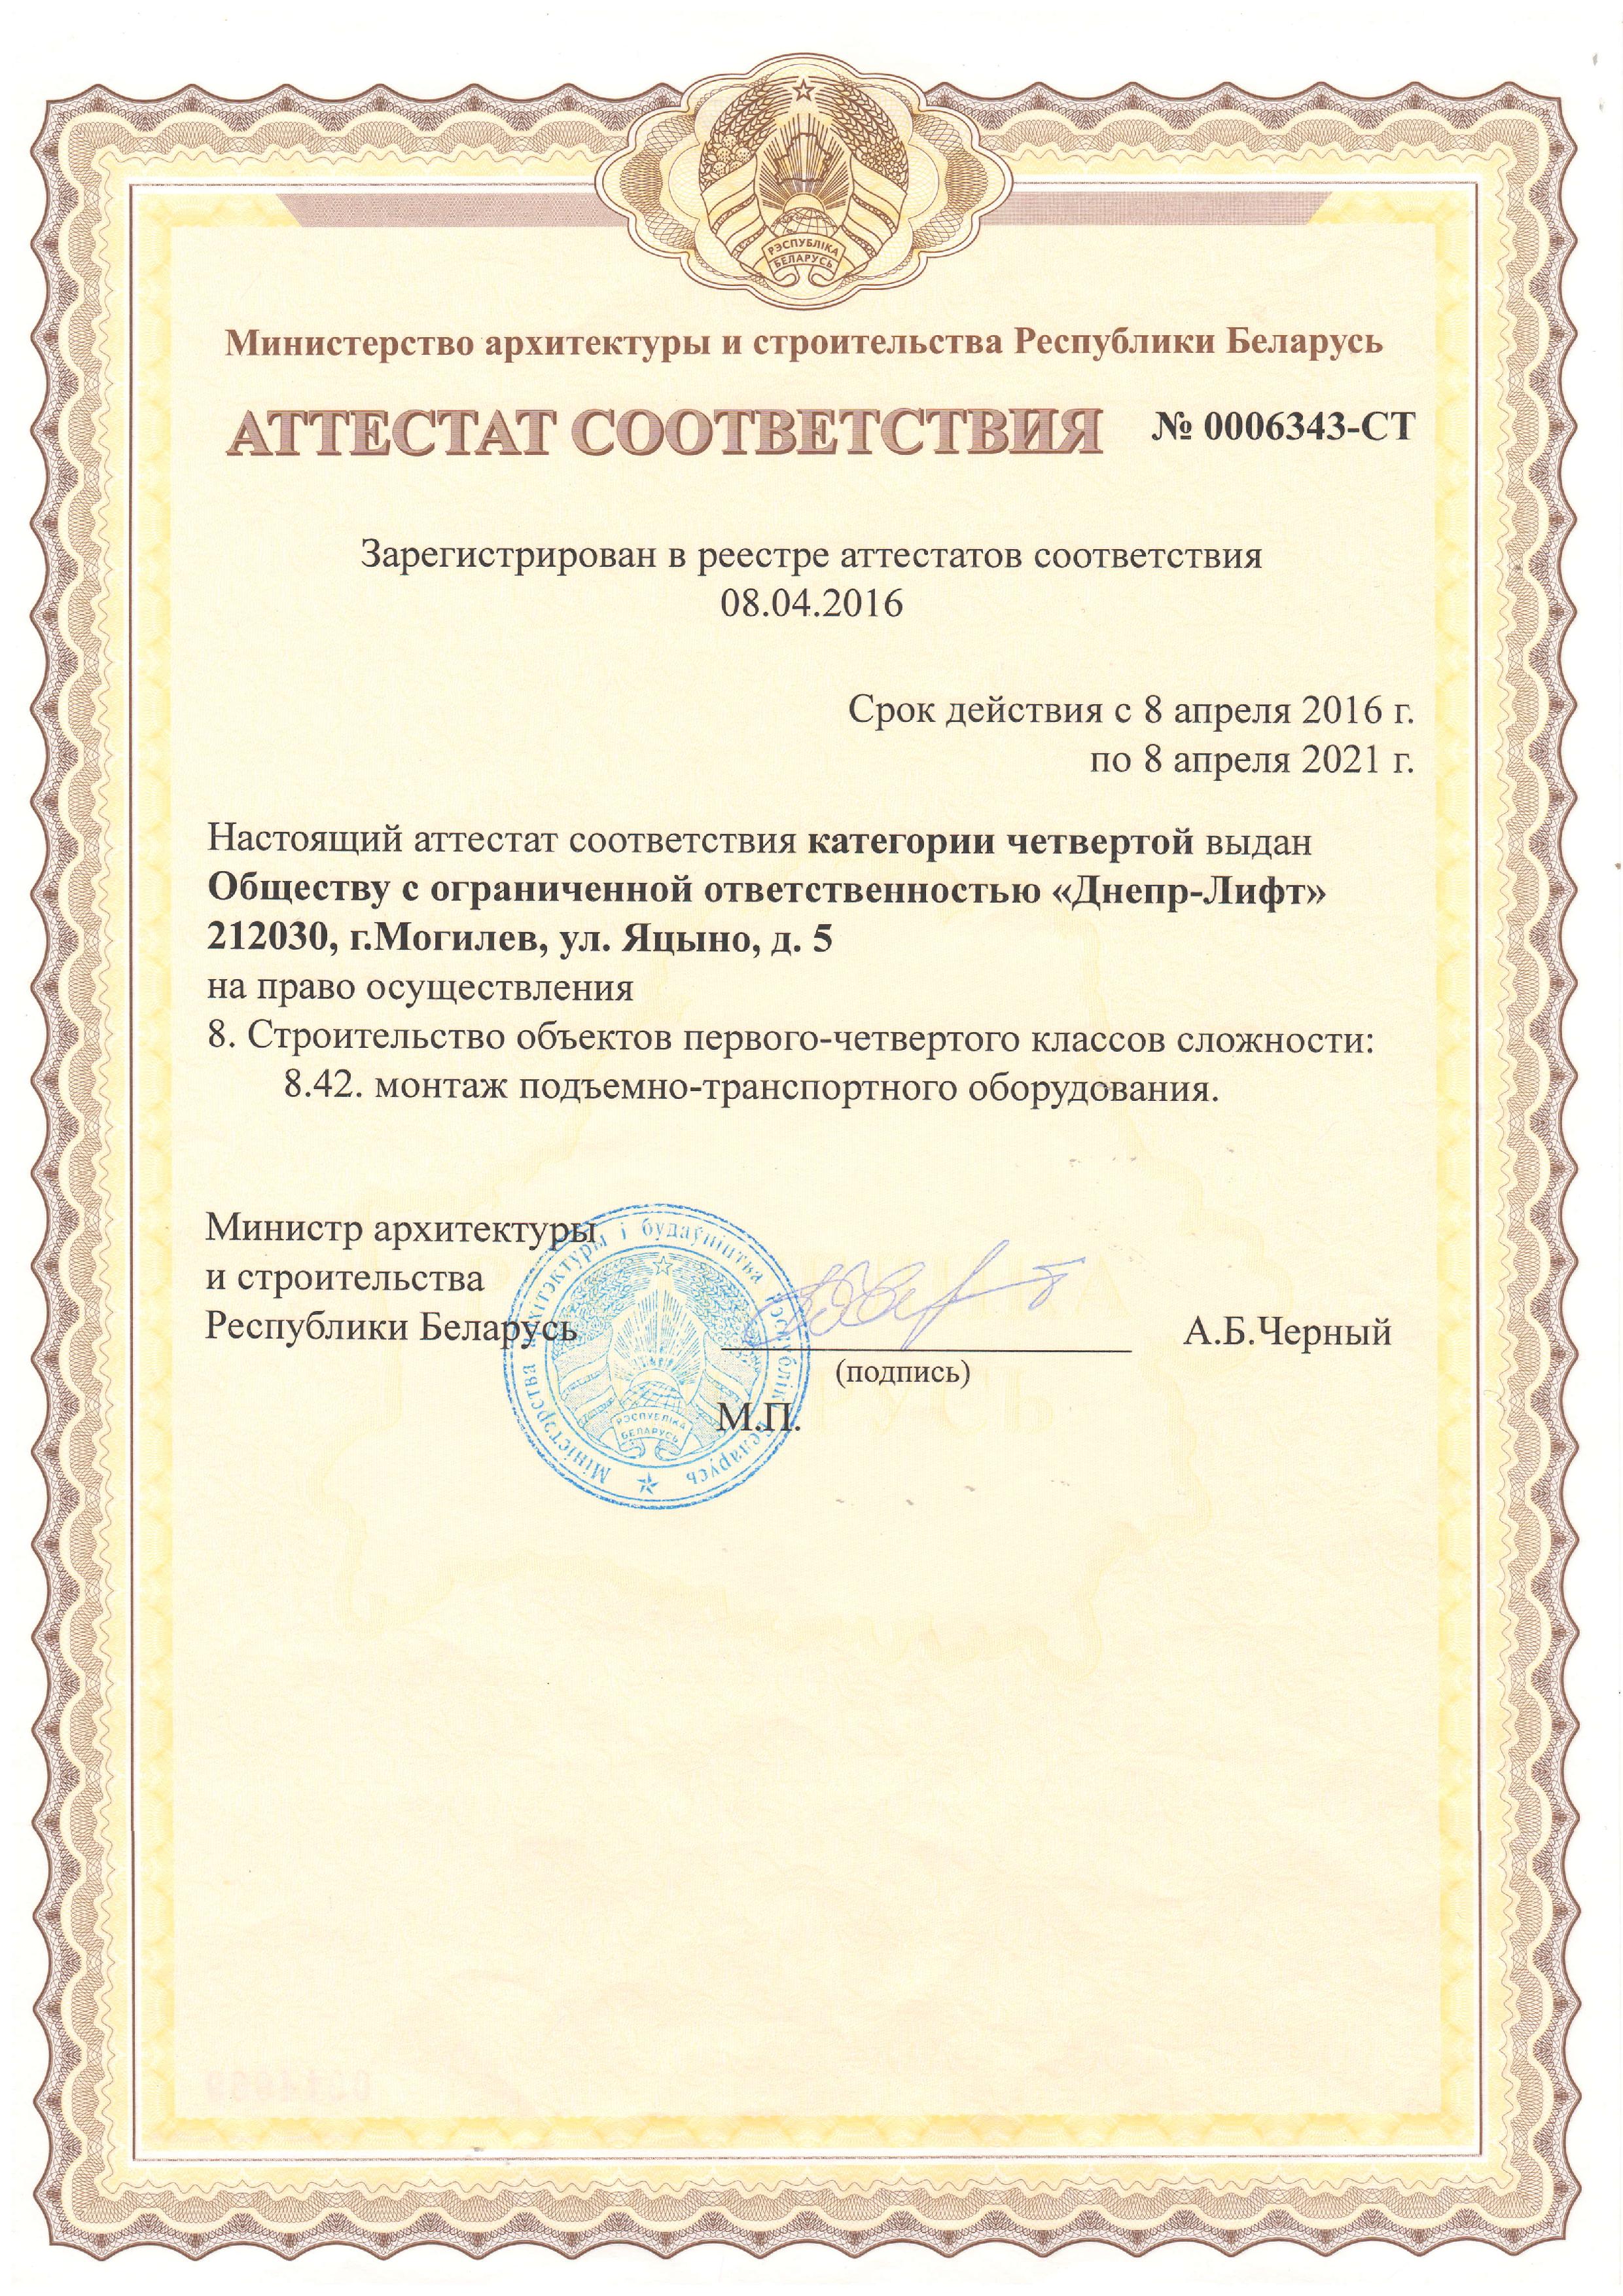 РЭСПУБЛІКА
БЕЛАРУСЬ
Министерство архитектуры и строительства Республики Беларусь
АТТЕСТАТ СООТВЕТСТВИЯ № 0006343-СТ
Зарегистрирован в реестре аттестатов соответствия
08.04.2016
Срок действия с 8 апреля 2016 г.
по 8 апреля 2021 г.
Настоящий аттестат соответствия категории четвертой выдан
Обществу с ограниченной ответственностью «Днепр-Лифт»
212030, г.Могилев, ул. Яцыно, д. 5
на право осуществления
8. Строительство объектов первого-четвертого классов сложности:
8.42. монтаж подъемно-транспортного оборудования.
Министр архитектуры
и строительства
Республики Беларусь
А.Б.Черный
(подпись)
М.П.
Міністэрства архітэктуры і будаўніцтва Рэспублікі Беларусь
РЭСПУБЛІКА
БЕЛАРУСЬ